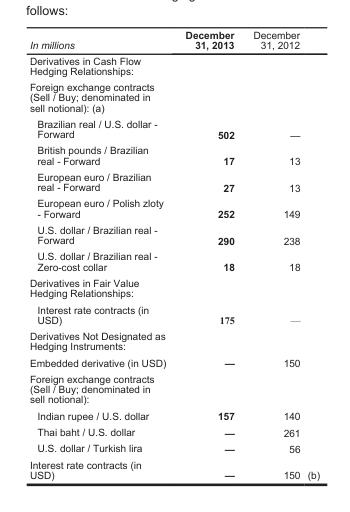 follows:
In millions December 31, 2013 December 31, 2012
Derivatives in Cash Flow
Hedging Relationships:
Foreign exchange contracts
(Sell / Buy; denominated in
sell notional): (a)
Brazilian real / U.S. dollar -
Forward 502 —
British pounds / Brazilian
real - Forward 17 13
European euro / Brazilian
real - Forward 27 13
European euro / Polish zloty
- Forward 252 149
U.S. dollar / Brazilian real -
Forward 290 238
U.S. dollar / Brazilian real -
Zero-cost collar 18 18
Derivatives in Fair Value
Hedging Relationships:
Interest rate contracts (in
USD) 175 —
Derivatives Not Designated as
Hedging Instruments:
Embedded derivative (in USD) — 150
Foreign exchange contracts
(Sell / Buy; denominated in
sell notional):
Indian rupee / U.S. dollar 157 140
Thai baht / U.S. dollar — 261
U.S. dollar / Turkish lira — 56
Interest rate contracts (in
USD) — 150 (b)